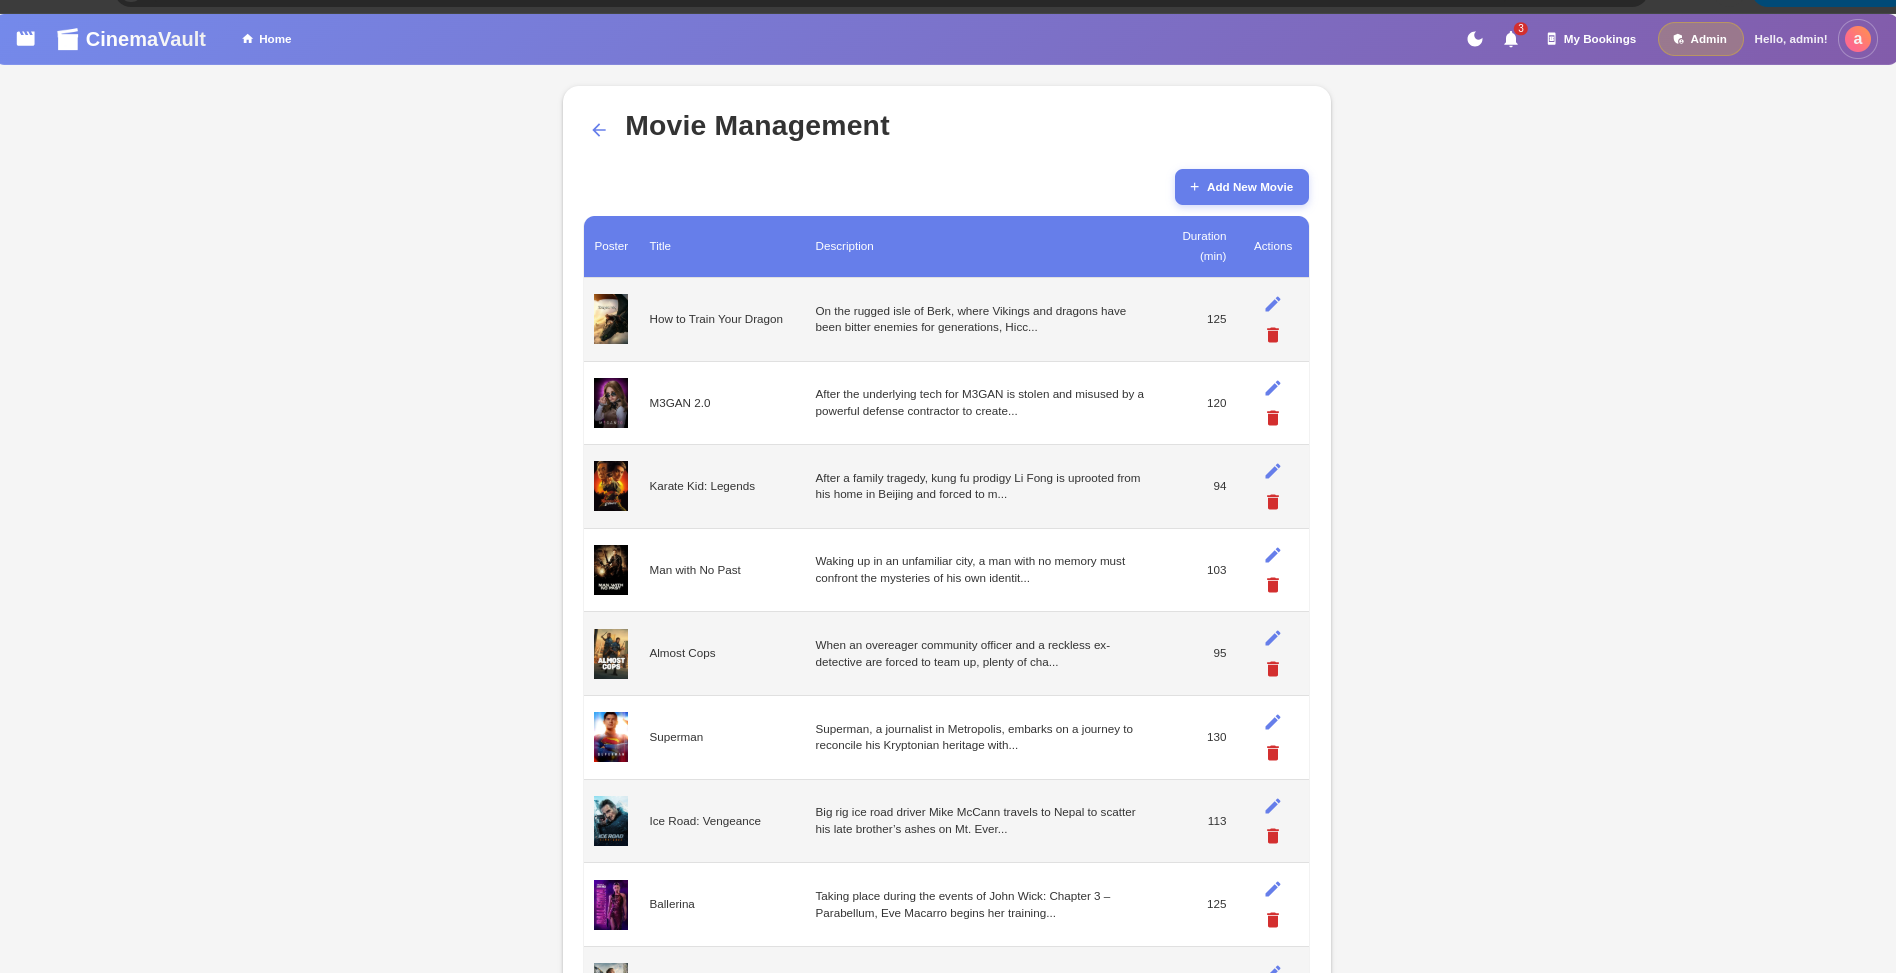 CinemaVault
Home
3
My Bookings
Admin
Hello, admin!
a
Movie Management
+ Add New Movie
Poster
Title
Description
Duration
(min)
Actions
How to Train Your Dragon
On the rugged isle of Berk, where Vikings and dragons have
been bitter enemies for generations, Hicc...
125
M3GAN 2.0
After the underlying tech for M3GAN is stolen and misused by a
powerful defense contractor to create...
120
Karate Kid: Legends
After a family tragedy, kung fu prodigy Li Fong is uprooted from
his home in Beijing and forced to m...
94
MAN WITH
NO PAST
Man with No Past
Waking up in an unfamiliar city, a man with no memory must
confront the mysteries of his own identit...
103
ALMOST
COPS
Almost Cops
When an overeager community officer and a reckless ex-
detective are forced to team up, plenty of cha...
95
Superman
Superman, a journalist in Metropolis, embarks on a journey to
reconcile his Kryptonian heritage with...
130
ICE ROAD
Ice Road: Vengeance
Big rig ice road driver Mike McCann travels to Nepal to scatter
his late brother’s ashes on Mt. Ever...
113
Ballerina
Taking place during the events of John Wick: Chapter 3 –
Parabellum, Eve Macarro begins her training...
125